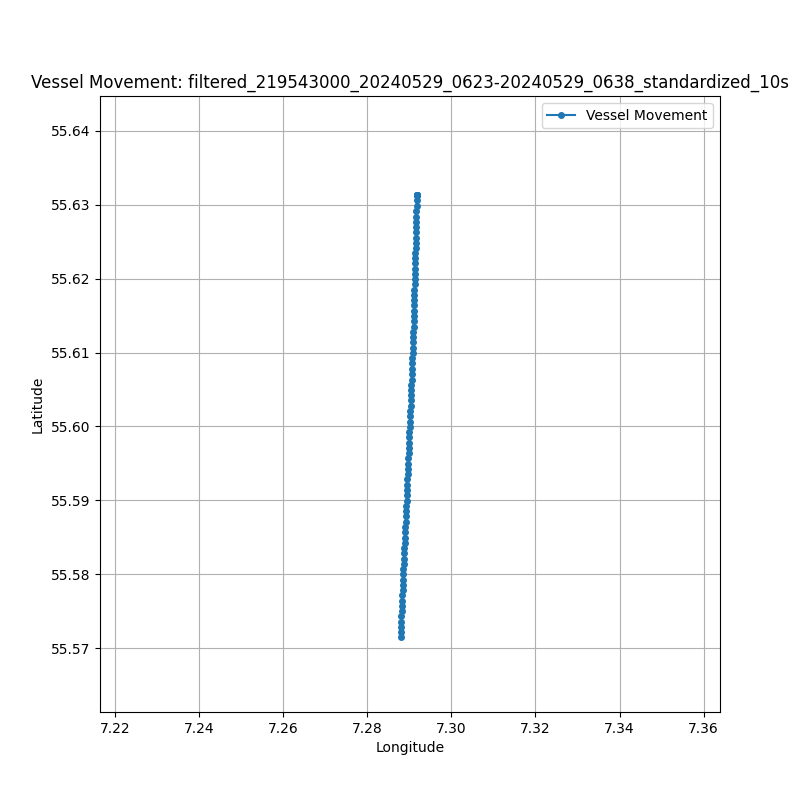 Vessel Movement: filtered_219543000_20240529_0623-20240529_0638_standardized_10s
Vessel Movement
55.64
55.63
55.62
55.61
55.60
55.59
55.58
55.57
Latitude
7.22 7.24 7.26 7.28 7.30 7.32 7.34 7.36
Longitude